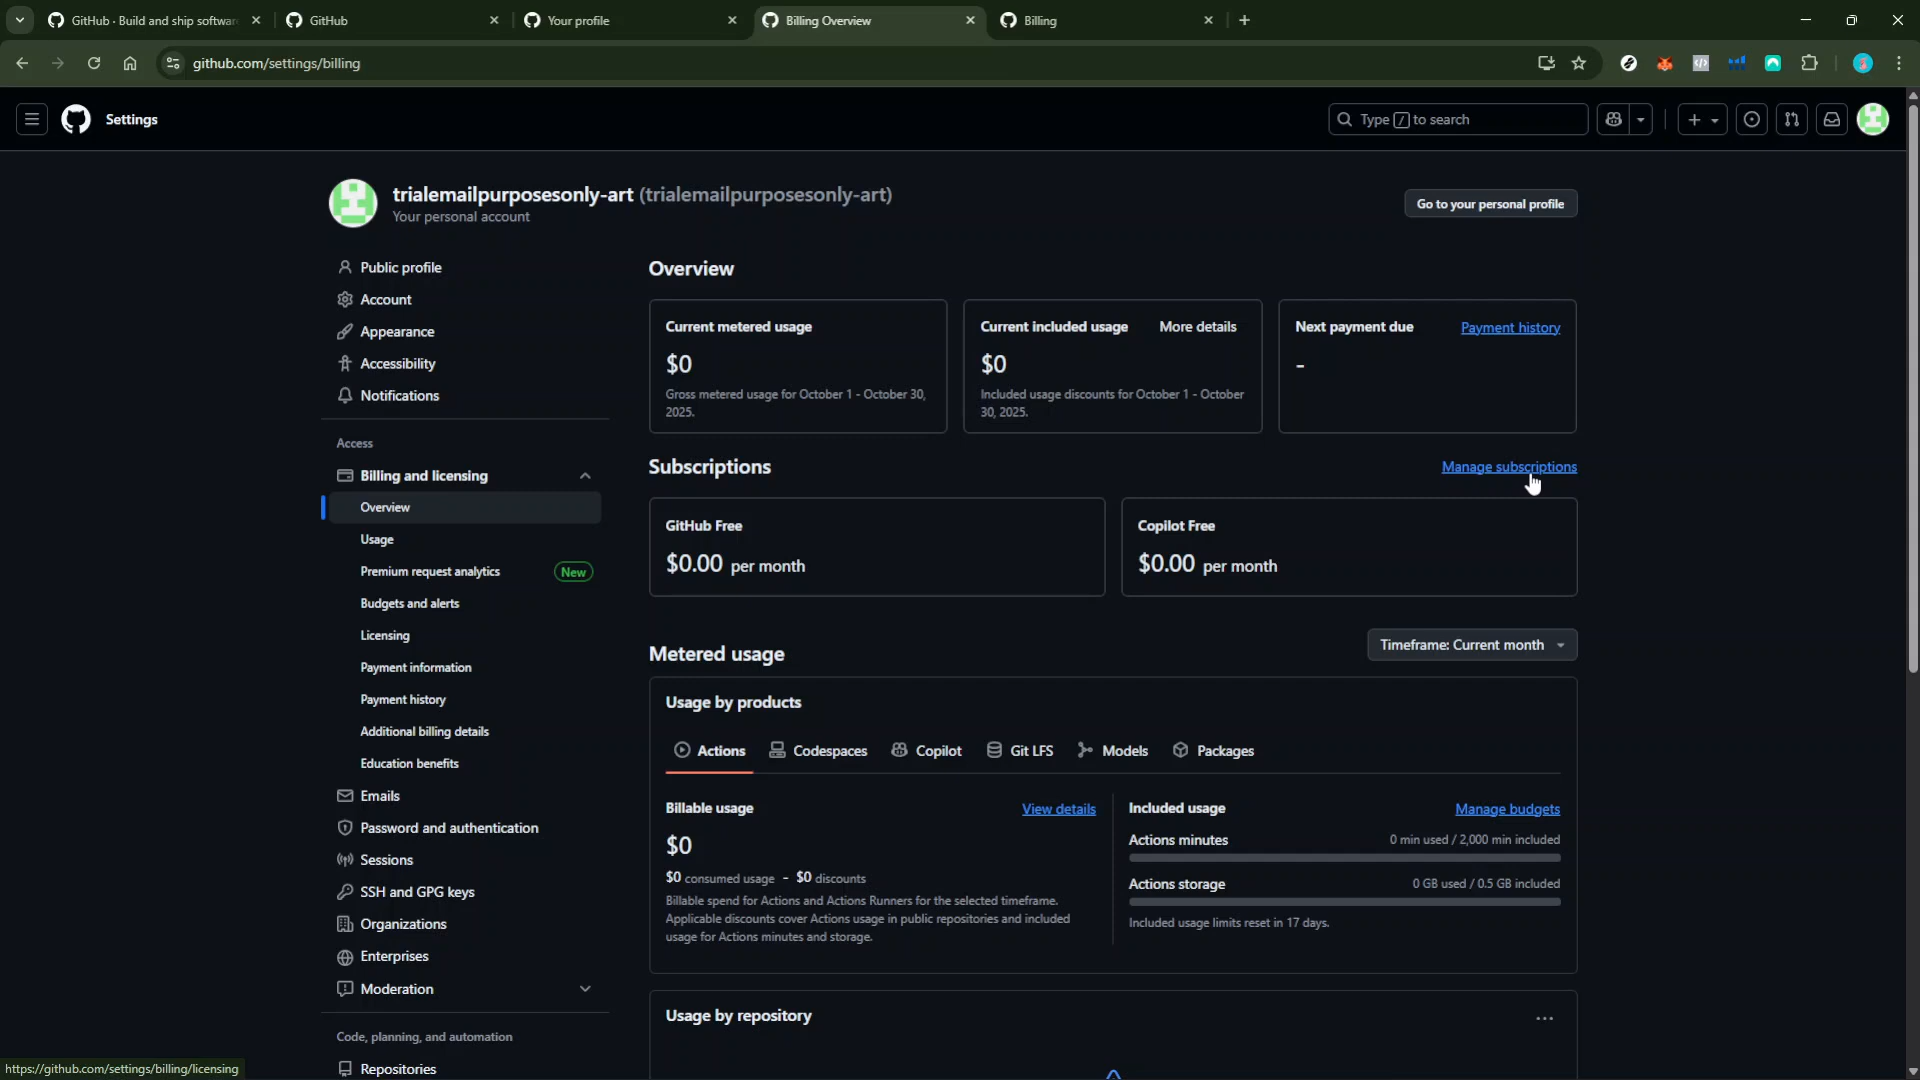 GitHub · Build and ship softwar
GitHub
Your profile
Billing Overview
Billing
github.com/settings/billing
Settings
Type / to search
trialemailpurposesonly-art (trialemailpurposesonly-art)
Your personal account
Go to your personal profile
Public profile
Account
Appearance
Accessibility
Notifications
Access
Billing and licensing
Overview
Usage
Premium request analytics
New
Budgets and alerts
Licensing
Payment information
Payment history
Additional billing details
Education benefits
Emails
Password and authentication
Sessions
SSH and GPG keys
Organizations
Enterprises
Moderation
Code, planning, and automation
Repositories
Overview
Current metered usage
$0
Gross metered usage for October 1 - October 30,
2025.
Current included usage
More details
$0
Included usage discounts for October 1 - October
30, 2025.
Next payment due
Payment history
-
Subscriptions
Manage subscriptions
GitHub Free
$0.00 per month
Copilot Free
$0.00 per month
Metered usage
Timeframe: Current month
Usage by products
Actions
Codespaces
Copilot
Git LFS
Models
Packages
Billable usage
View details
$0
$0 consumed usage - $0 discounts
Billable spend for Actions and Actions Runners for the selected timeframe.
Applicable discounts cover Actions usage in public repositories and included
usage for Actions minutes and storage.
Included usage
Manage budgets
Actions minutes
0 min used / 2,000 min included
Actions storage
0 GB used / 0.5 GB included
Included usage limits reset in 17 days.
Usage by repository
https://github.com/settings/billing/licensing